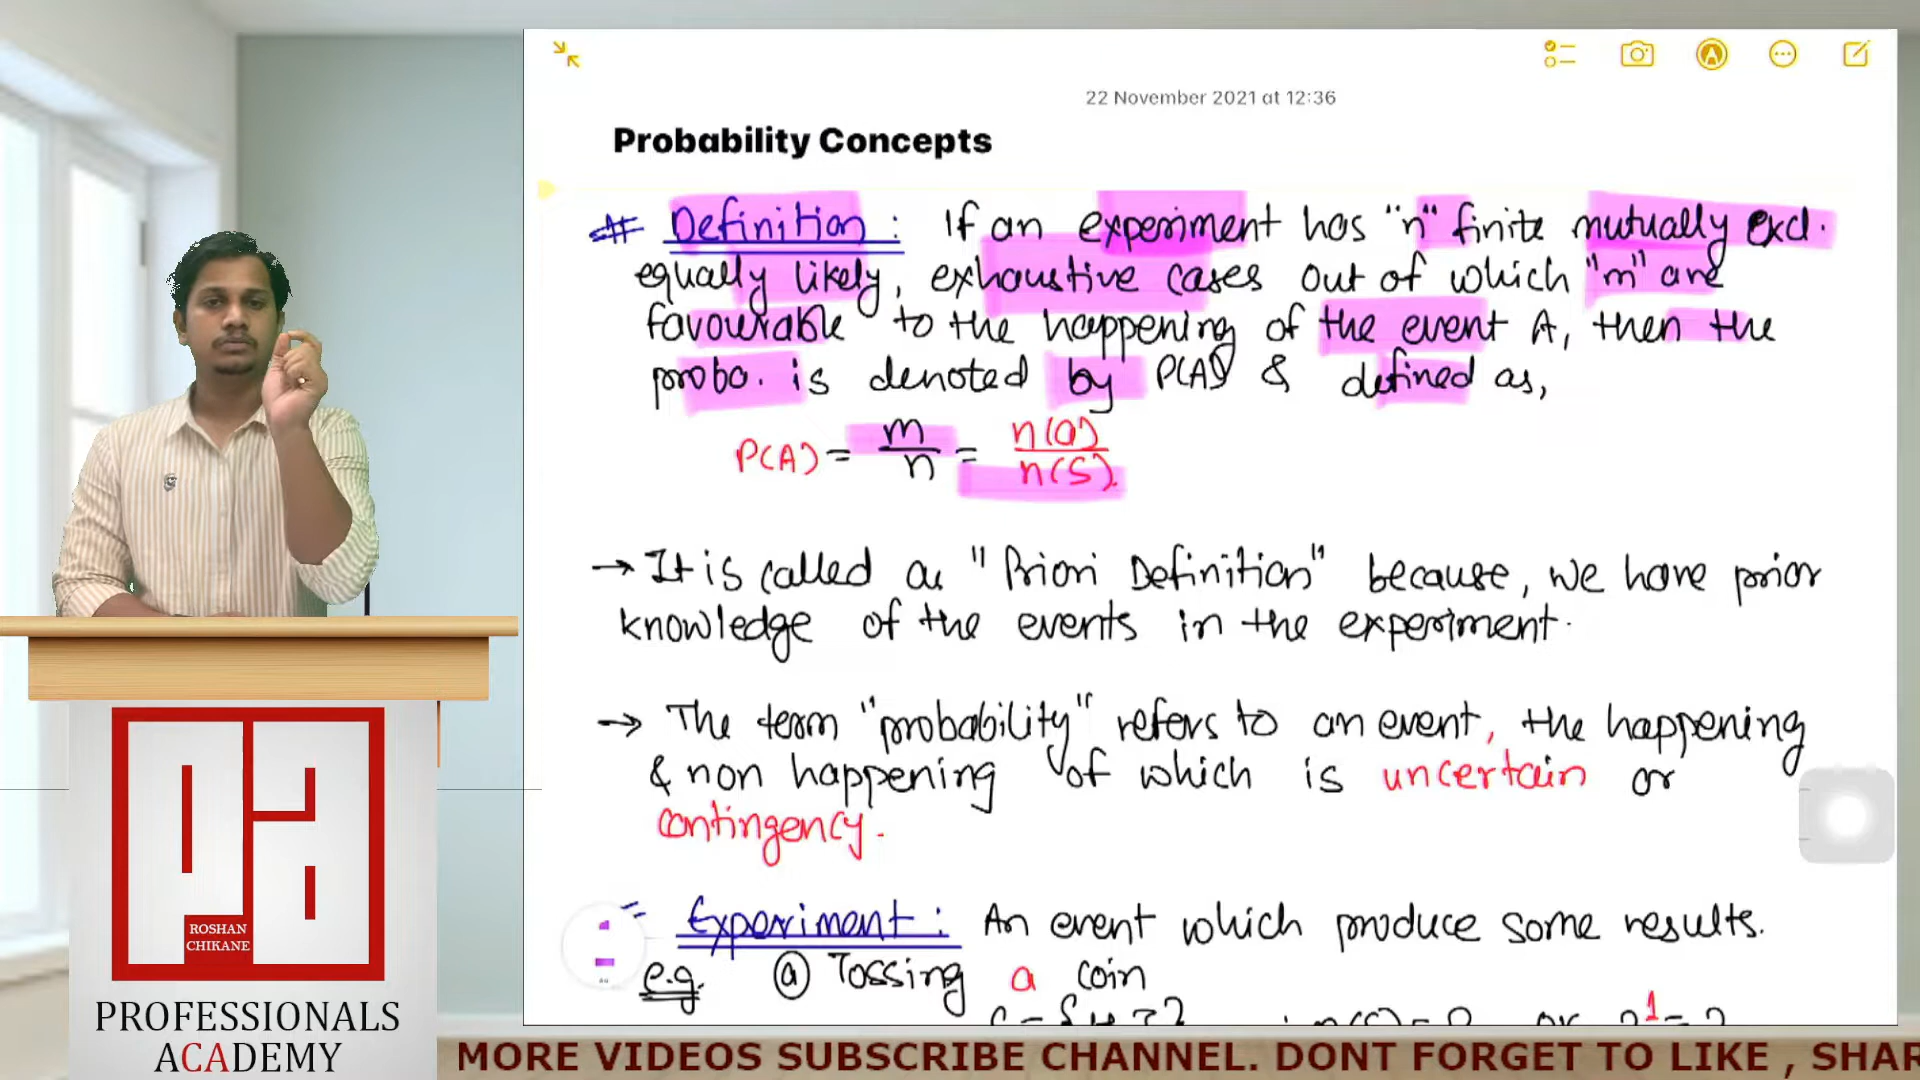 22 November 2021 at 12:36
Probability Concepts
# Definition : If an experiment has "n" finite mutually excl.
equally likely, exhaustive cases out of which "m" are
favourable to the happening of the event A, then the
proba. is denoted by P(A) & defined as,
P(A) = m/n = n(a)/n(S).
→ It is called as "Priori Definition" because, we have prior
knowledge of the events in the experiment.
→ The term "probability" refers to an event, the happening
& non happening of which is uncertain or
contingency.
Experiment : An event which produce some results.
e.g. (a) Tossing a coin
ROSHAN
CHIKANE
PROFESSIONALS
ACADEMY
MORE VIDEOS SUBSCRIBE CHANNEL. DONT FORGET TO LIKE , SHAR